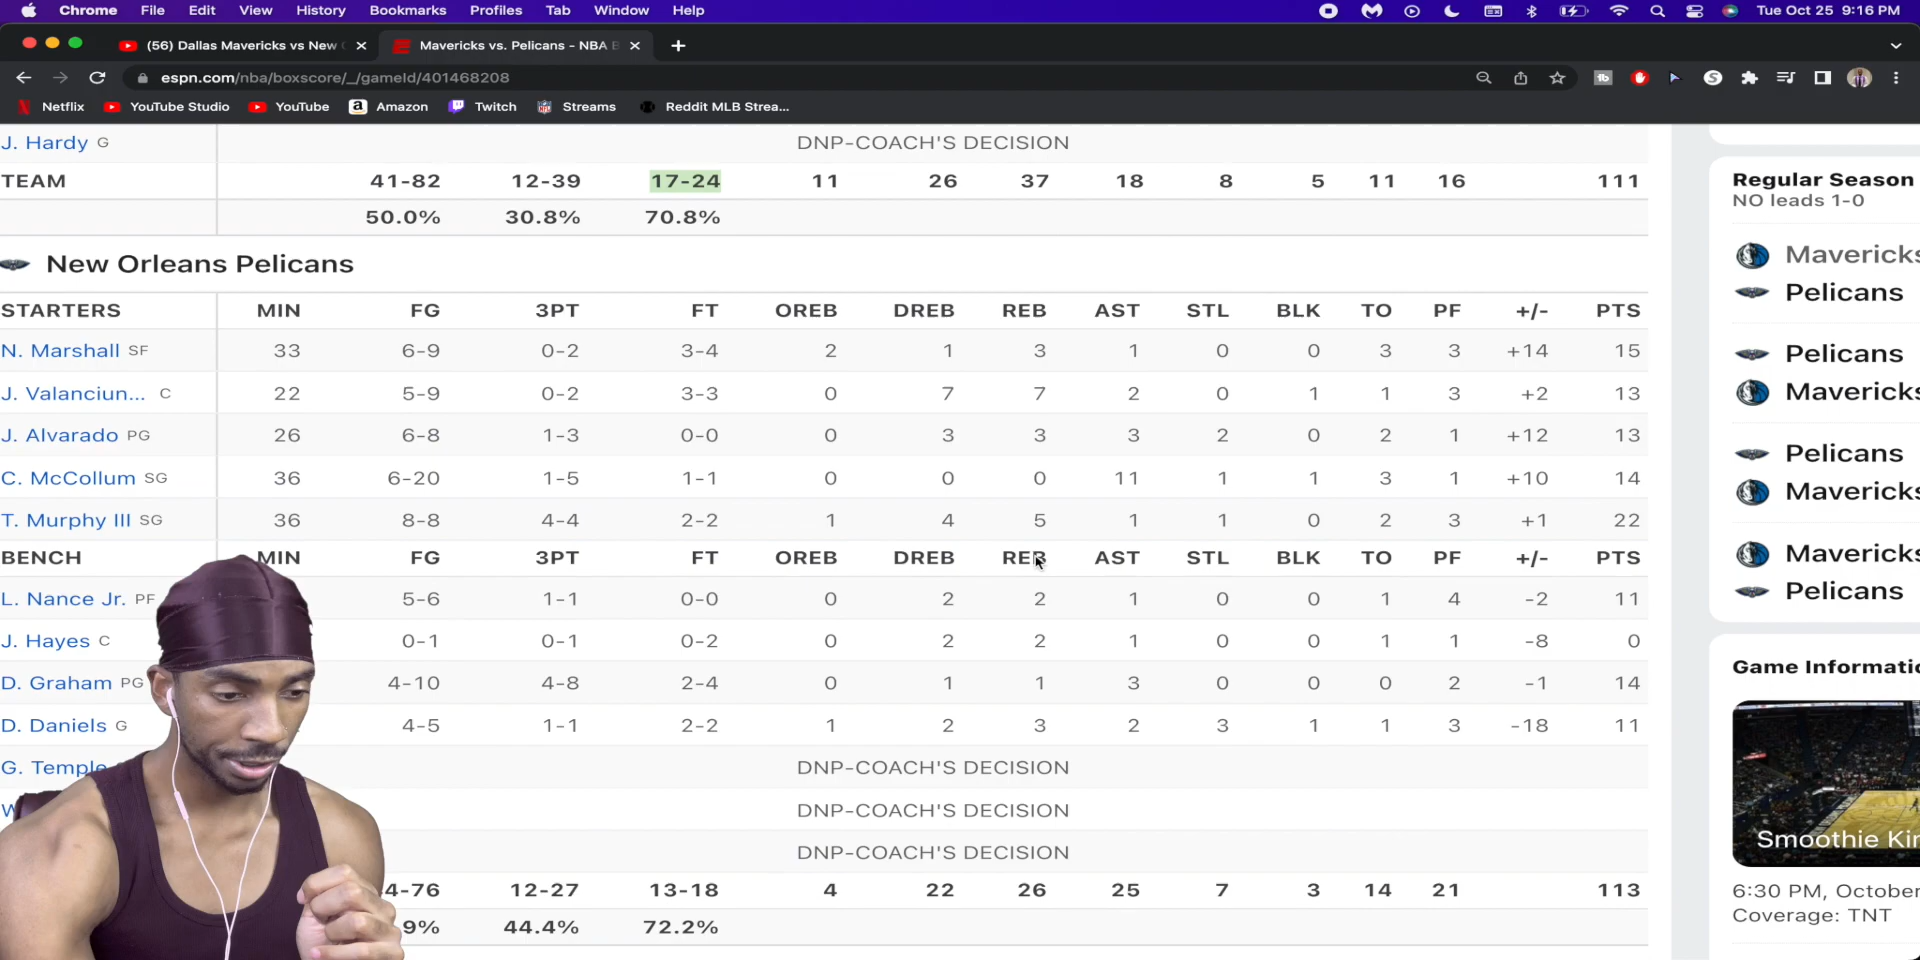 Chrome File Edit View History Bookmarks Profiles Tab Window Help Tue Oct 25 9:16 PM
(56) Dallas Mavericks vs New Mavericks vs. Pelicans - NBA B
espn.com/nba/boxscore/_/gameId/401468208
Netflix YouTube Studio YouTube Amazon Twitch Streams Reddit MLB Strea...
J. Hardy G DNP-COACH'S DECISION
TEAM 41-82 12-39 17-24 11 26 37 18 8 5 11 16 111
50.0% 30.8% 70.8%
New Orleans Pelicans
STARTERS MIN FG 3PT FT OREB DREB REB AST STL BLK TO PF +/- PTS
N. Marshall SF 33 6-9 0-2 3-4 2 1 3 1 0 0 3 3 +14 15
J. Valanciun... C 22 5-9 0-2 3-3 0 7 7 2 0 1 1 3 +2 13
J. Alvarado PG 26 6-8 1-3 0-0 0 3 3 3 2 0 2 1 +12 13
C. McCollum SG 36 6-20 1-5 1-1 0 0 0 11 1 1 3 1 +10 14
T. Murphy III SG 36 8-8 4-4 2-2 1 4 5 1 1 0 2 3 +1 22
BENCH MIN FG 3PT FT OREB DREB REB AST STL BLK TO PF +/- PTS
L. Nance Jr. PF 5-6 1-1 0-0 0 2 2 1 0 0 1 4 -2 11
J. Hayes C 0-1 0-1 0-2 0 2 2 1 0 0 1 1 -8 0
D. Graham PG 4-10 4-8 2-4 0 1 1 3 0 0 0 2 -1 14
D. Daniels G 4-5 1-1 2-2 1 2 3 2 3 1 1 3 -18 11
G. Temple DNP-COACH'S DECISION
W DNP-COACH'S DECISION
DNP-COACH'S DECISION
4-76 12-27 13-18 4 22 26 25 7 3 14 21 113
9% 44.4% 72.2%
Regular Season
NO leads 1-0
Mavericks
Pelicans
Pelicans
Mavericks
Pelicans
Mavericks
Mavericks
Pelicans
Game Informatio
Smoothie Kin
6:30 PM, October
Coverage: TNT